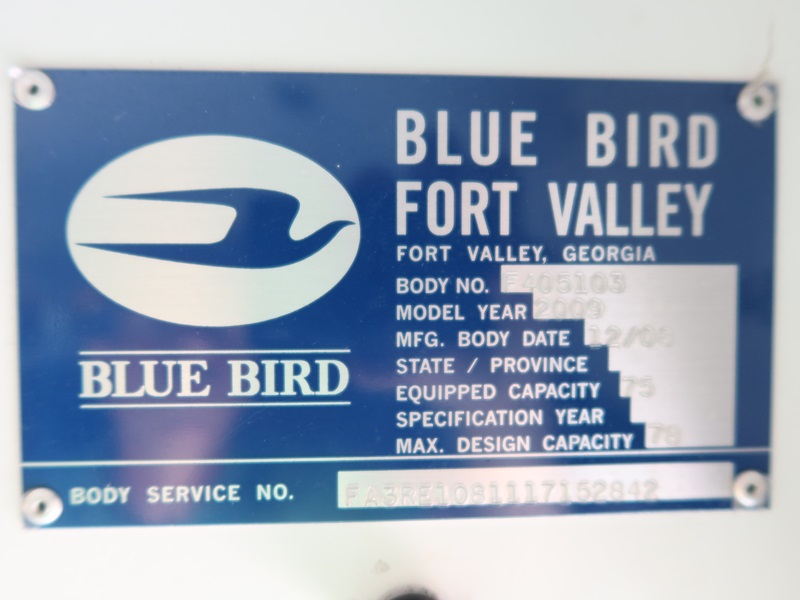 BLUE BIRD
FORT VALLEY
FORT VALLEY, GEORGIA
BODY NO. F405103
MODEL YEAR 2009
MFG. BODY DATE
STATE / PROVINCE
EQUIPPED CAPACITY 75
SPECIFICATION YEAR
MAX. DESIGN CAPACITY 78
BLUE BIRD
BODY SERVICE NO.